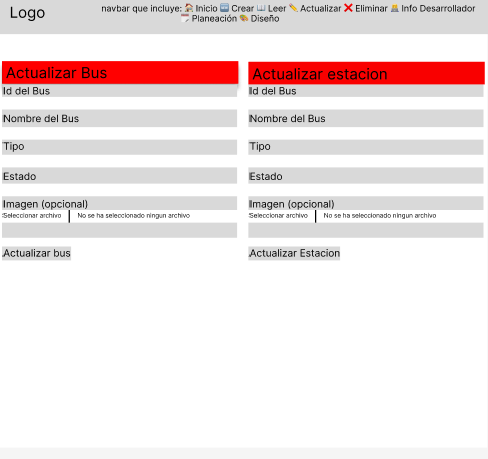 Logo
navbar que incluye: 🏠 Inicio 🆕 Crear 📖 Leer ✏️ Actualizar ❌ Eliminar 👨‍💻 Info Desarrollador
📅 Planeación 🎨 Diseño
Actualizar Bus
Id del Bus
Nombre del Bus
Tipo
Estado
Imagen (opcional)
Seleccionar archivo No se ha seleccionado ningun archivo
Actualizar bus
Actualizar estacion
Id del Bus
Nombre del Bus
Tipo
Estado
Imagen (opcional)
Seleccionar archivo No se ha seleccionado ningun archivo
Actualizar Estacion